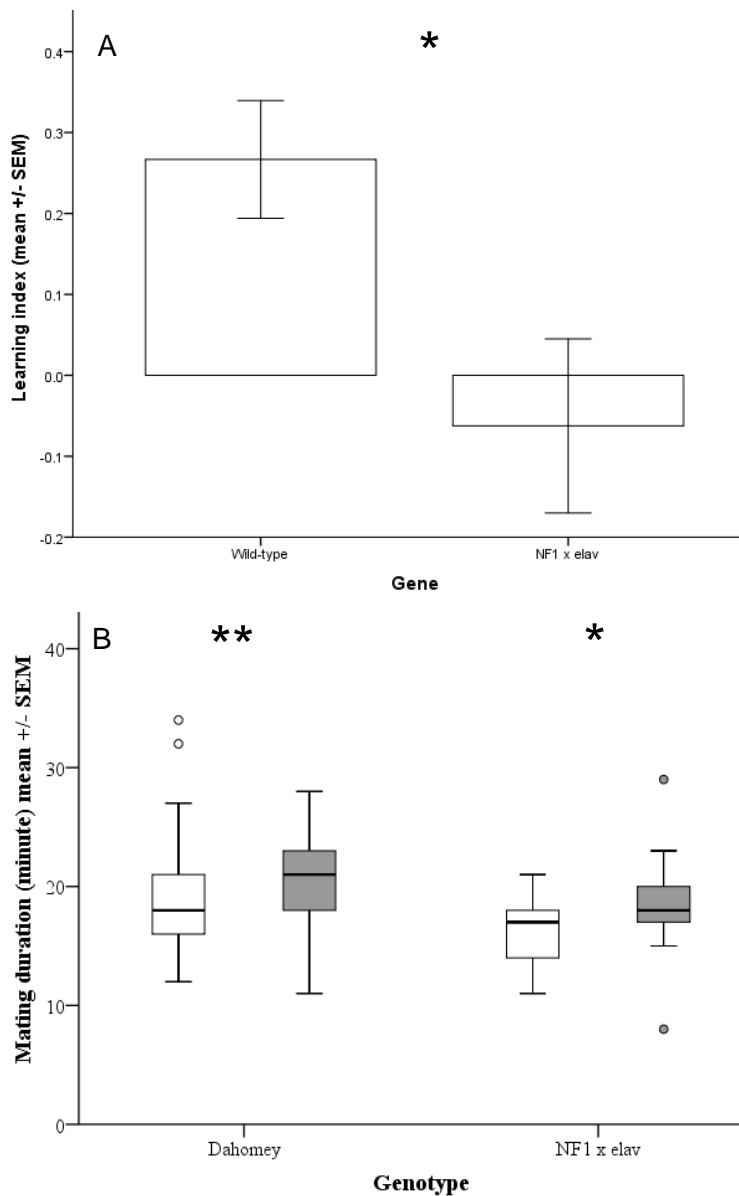 A
*
Learning index (mean +/- SEM)
0.4
0.3
0.2
0.1
0.0
-0.1
-0.2
Wild-type
NF1 x elav
Gene
B
**
*
Mating duration (minute) mean +/- SEM
40
30
20
10
0
Dahomey
NF1 x elav
Genotype